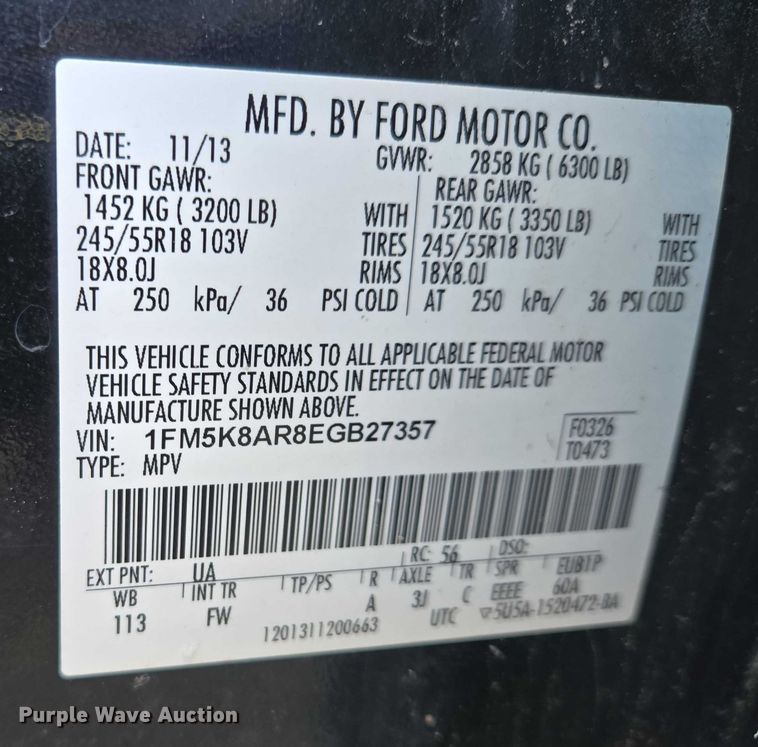 MFD. BY FORD MOTOR CO.
DATE: 11/13 GVWR: 2858 KG ( 6300 LB)
FRONT GAWR: REAR GAWR:
1452 KG ( 3200 LB) WITH 1520 KG ( 3350 LB) WITH
245/55R18 103V TIRES 245/55R18 103V TIRES
18X8.0J RIMS 18X8.0J RIMS
AT 250 kPa/ 36 PSI COLD AT 250 kPa/ 36 PSI COLD
THIS VEHICLE CONFORMS TO ALL APPLICABLE FEDERAL MOTOR
VEHICLE SAFETY STANDARDS IN EFFECT ON THE DATE OF
MANUFACTURE SHOWN ABOVE.
VIN: 1FM5K8AR8EGB27357 F0326
TYPE: MPV T0473
EXT PNT: UA RC: 56 DSO:
WB INT TR TP/PS R AXLE TR SPR EUB1P
113 FW A 3J C EEEE 60A
1201311200663 UTC ▽5U5A-1520472-BA
Purple Wave Auction